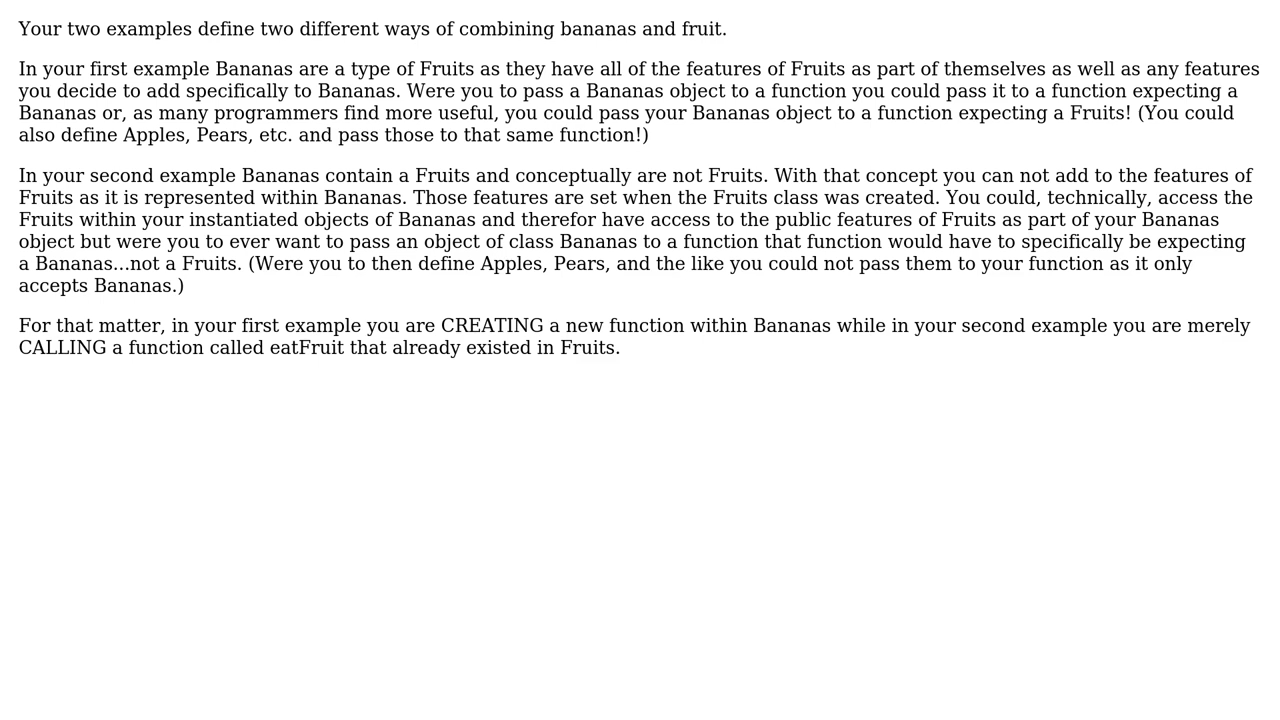 Your two examples define two different ways of combining bananas and fruit.
In your first example Bananas are a type of Fruits as they have all of the features of Fruits as part of themselves as well as any features
you decide to add specifically to Bananas. Were you to pass a Bananas object to a function you could pass it to a function expecting a
Bananas or, as many programmers find more useful, you could pass your Bananas object to a function expecting a Fruits! (You could
also define Apples, Pears, etc. and pass those to that same function!)
In your second example Bananas contain a Fruits and conceptually are not Fruits. With that concept you can not add to the features of
Fruits as it is represented within Bananas. Those features are set when the Fruits class was created. You could, technically, access the
Fruits within your instantiated objects of Bananas and therefor have access to the public features of Fruits as part of your Bananas
object but were you to ever want to pass an object of class Bananas to a function that function would have to specifically be expecting
a Bananas...not a Fruits. (Were you to then define Apples, Pears, and the like you could not pass them to your function as it only
accepts Bananas.)
For that matter, in your first example you are CREATING a new function within Bananas while in your second example you are merely
CALLING a function called eatFruit that already existed in Fruits.